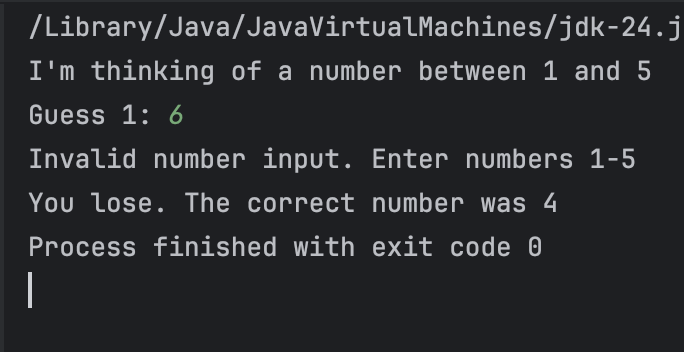 /Library/Java/JavaVirtualMachines/jdk-24.j
I'm thinking of a number between 1 and 5
Guess 1: 6
Invalid number input. Enter numbers 1-5
You lose. The correct number was 4
Process finished with exit code 0